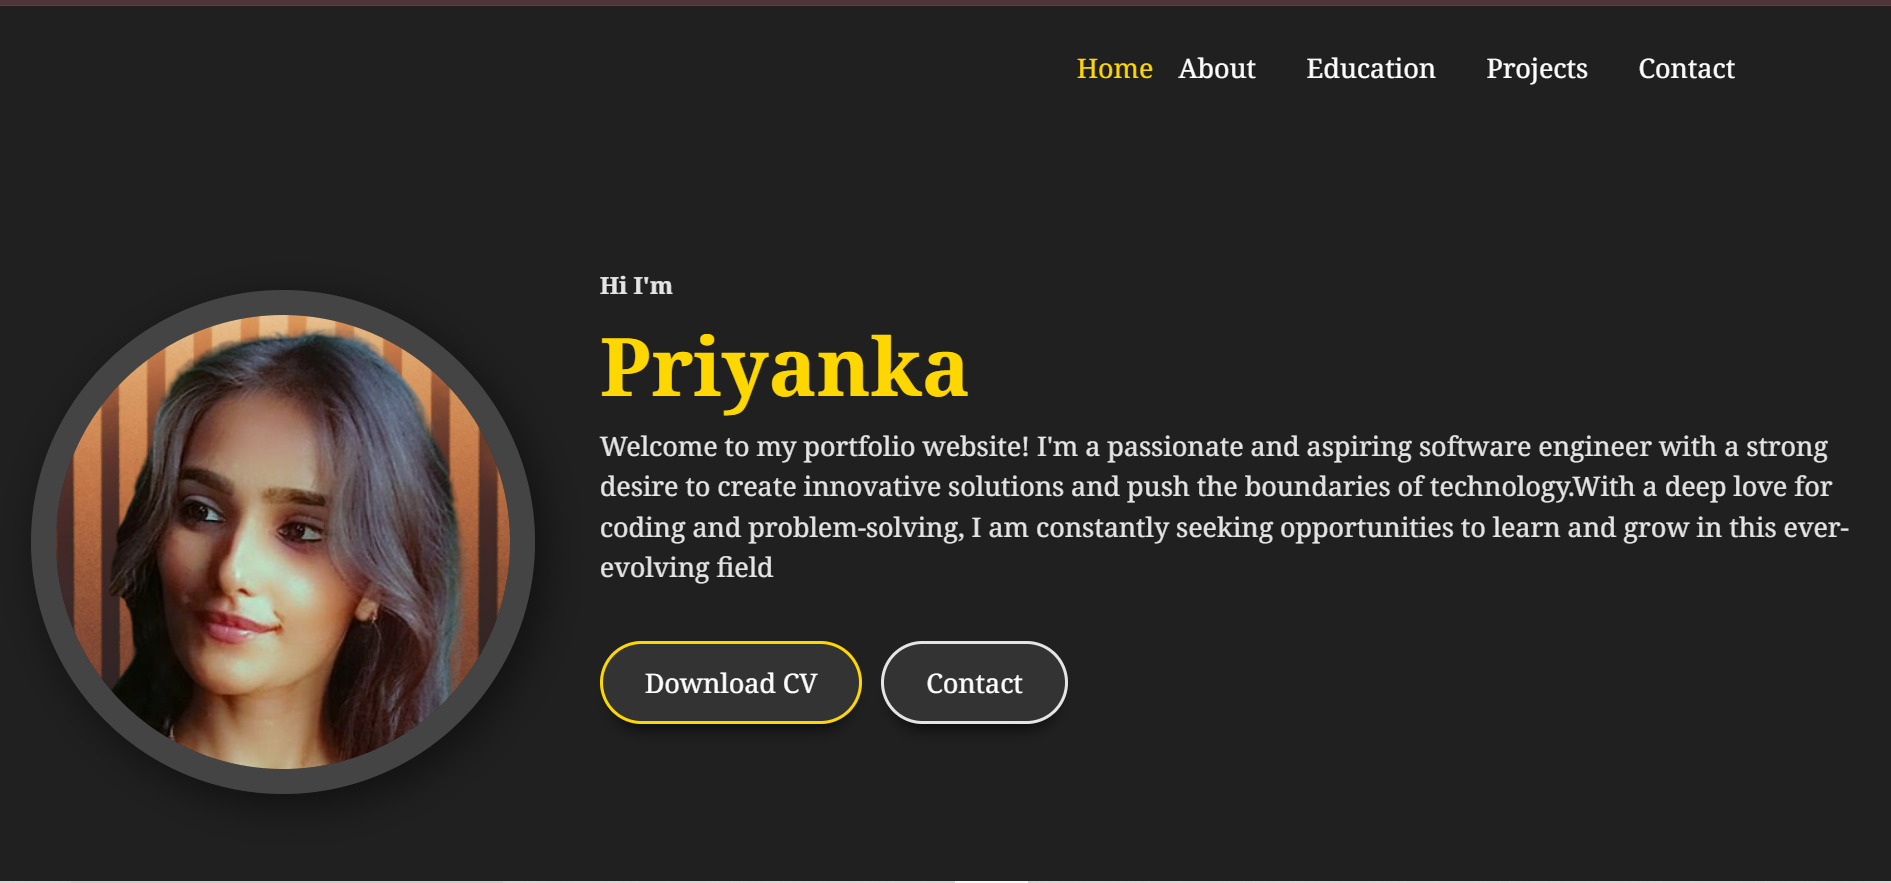 Home About Education Projects Contact
Hi I'm
Priyanka
Welcome to my portfolio website! I'm a passionate and aspiring software engineer with a strong
desire to create innovative solutions and push the boundaries of technology.With a deep love for
coding and problem-solving, I am constantly seeking opportunities to learn and grow in this ever-
evolving field
Download CV Contact